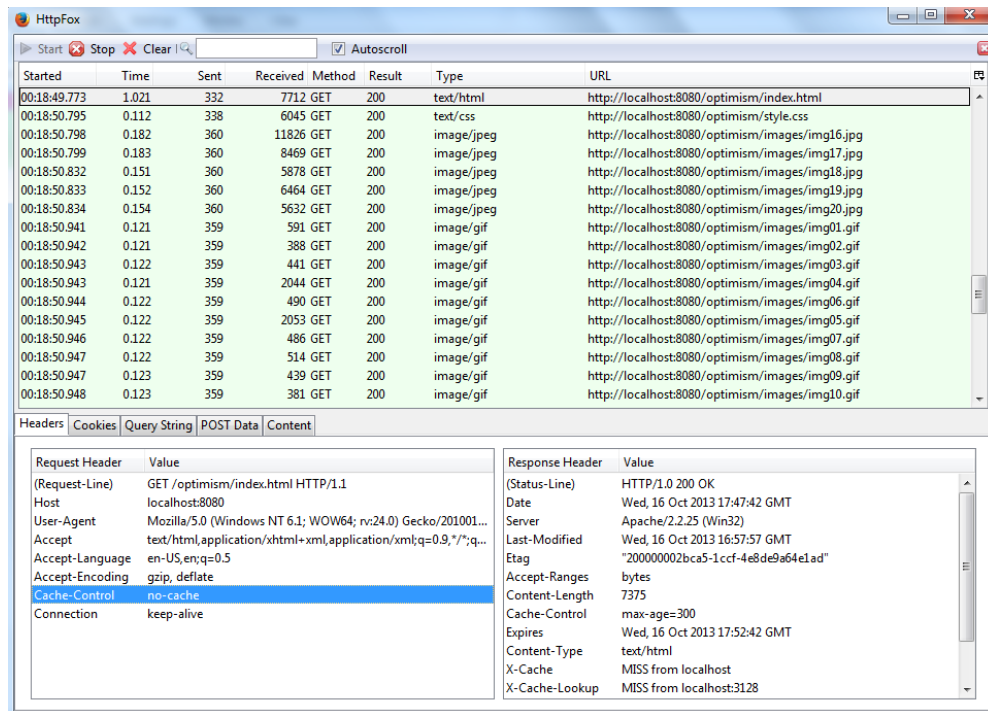 HttpFox
Start Stop Clear Autoscroll
Started Time Sent Received Method Result Type URL
00:18:49.773 1.021 332 7712 GET 200 text/html http://localhost:8080/optimism/index.html
00:18:50.795 0.112 338 6045 GET 200 text/css http://localhost:8080/optimism/style.css
00:18:50.798 0.182 360 11826 GET 200 image/jpeg http://localhost:8080/optimism/images/img16.jpg
00:18:50.799 0.183 360 8469 GET 200 image/jpeg http://localhost:8080/optimism/images/img17.jpg
00:18:50.832 0.151 360 5878 GET 200 image/jpeg http://localhost:8080/optimism/images/img18.jpg
00:18:50.833 0.152 360 6464 GET 200 image/jpeg http://localhost:8080/optimism/images/img19.jpg
00:18:50.834 0.154 360 5632 GET 200 image/jpeg http://localhost:8080/optimism/images/img20.jpg
00:18:50.941 0.121 359 591 GET 200 image/gif http://localhost:8080/optimism/images/img01.gif
00:18:50.942 0.121 359 388 GET 200 image/gif http://localhost:8080/optimism/images/img02.gif
00:18:50.943 0.122 359 441 GET 200 image/gif http://localhost:8080/optimism/images/img03.gif
00:18:50.943 0.121 359 2044 GET 200 image/gif http://localhost:8080/optimism/images/img04.gif
00:18:50.944 0.122 359 490 GET 200 image/gif http://localhost:8080/optimism/images/img06.gif
00:18:50.945 0.122 359 2053 GET 200 image/gif http://localhost:8080/optimism/images/img05.gif
00:18:50.946 0.122 359 486 GET 200 image/gif http://localhost:8080/optimism/images/img07.gif
00:18:50.947 0.122 359 514 GET 200 image/gif http://localhost:8080/optimism/images/img08.gif
00:18:50.947 0.123 359 439 GET 200 image/gif http://localhost:8080/optimism/images/img09.gif
00:18:50.948 0.123 359 381 GET 200 image/gif http://localhost:8080/optimism/images/img10.gif
Headers Cookies Query String POST Data Content
Request Header Value
(Request-Line) GET /optimism/index.html HTTP/1.1
Host localhost:8080
User-Agent Mozilla/5.0 (Windows NT 6.1; WOW64; rv:24.0) Gecko/201001...
Accept text/html,application/xhtml+xml,application/xml;q=0.9,*/*;q...
Accept-Language en-US,en;q=0.5
Accept-Encoding gzip, deflate
Cache-Control no-cache
Connection keep-alive
Response Header Value
(Status-Line) HTTP/1.0 200 OK
Date Wed, 16 Oct 2013 17:47:42 GMT
Server Apache/2.2.25 (Win32)
Last-Modified Wed, 16 Oct 2013 16:57:57 GMT
Etag "200000002bca5-1ccf-4e8de9a64e1ad"
Accept-Ranges bytes
Content-Length 7375
Cache-Control max-age=300
Expires Wed, 16 Oct 2013 17:52:42 GMT
Content-Type text/html
X-Cache MISS from localhost
X-Cache-Lookup MISS from localhost:3128